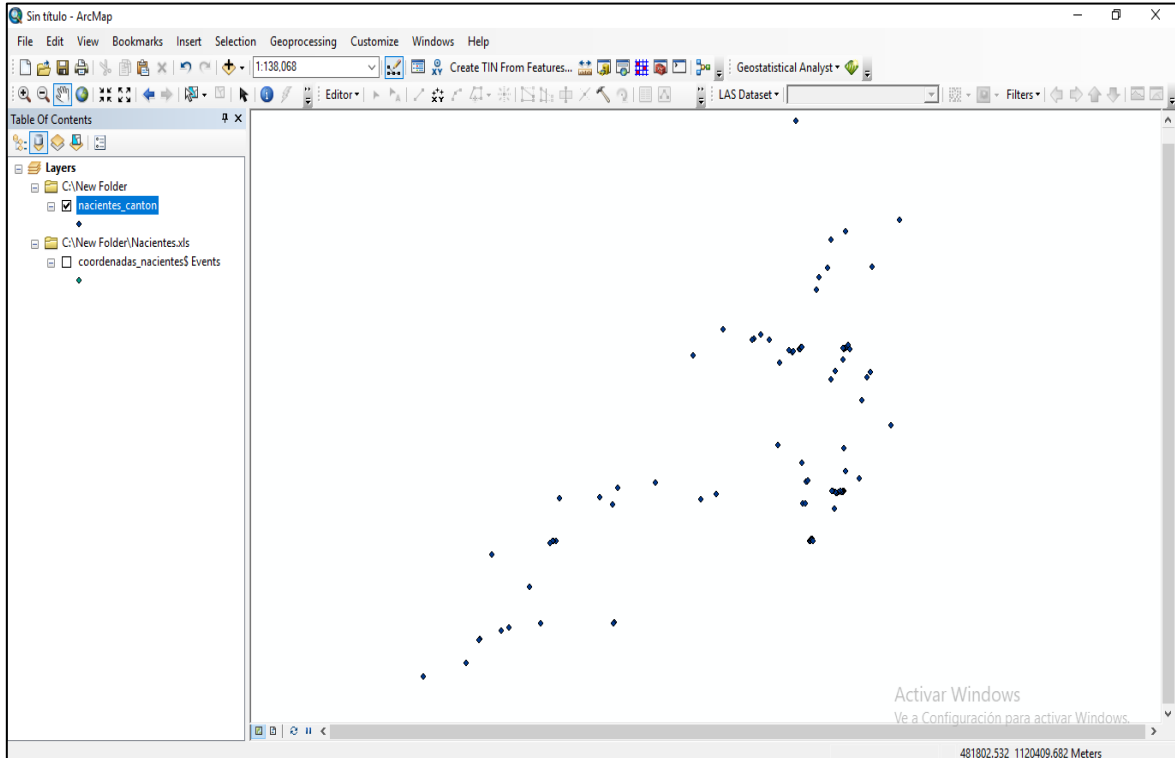 Sin título - ArcMap
File Edit View Bookmarks Insert Selection Geoprocessing Customize Windows Help
1:138,068 Create TIN From Features... Geostatistical Analyst
Editor LAS Dataset Filters
Table Of Contents
Layers
C:\New Folder
nacientes_canton
C:\New Folder\Nacientes.xls
coordenadas_nacientes$ Events
Activar Windows
Ve a Configuración para activar Windows.
481802.532 1120409.682 Meters